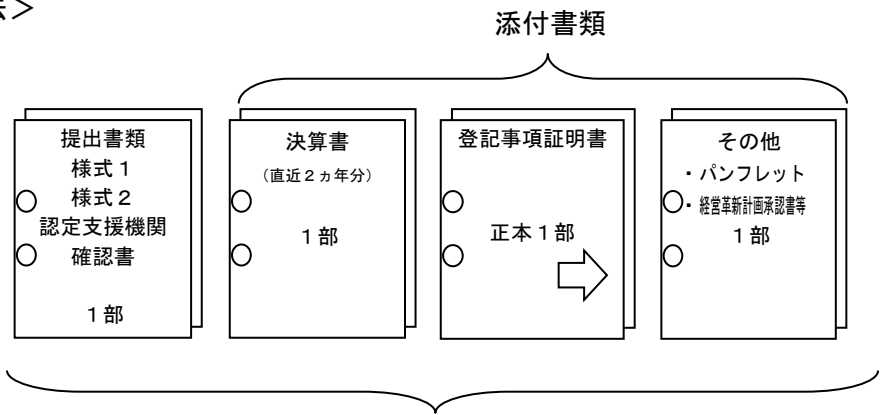 法＞
添付書類
提出書類
様式１
様式２
認定支援機関
確認書
１部
決算書
（直近２ヵ年分）
１部
登記事項証明書
正本１部
その他
・パンフレット
・経営革新計画承認書等
１部